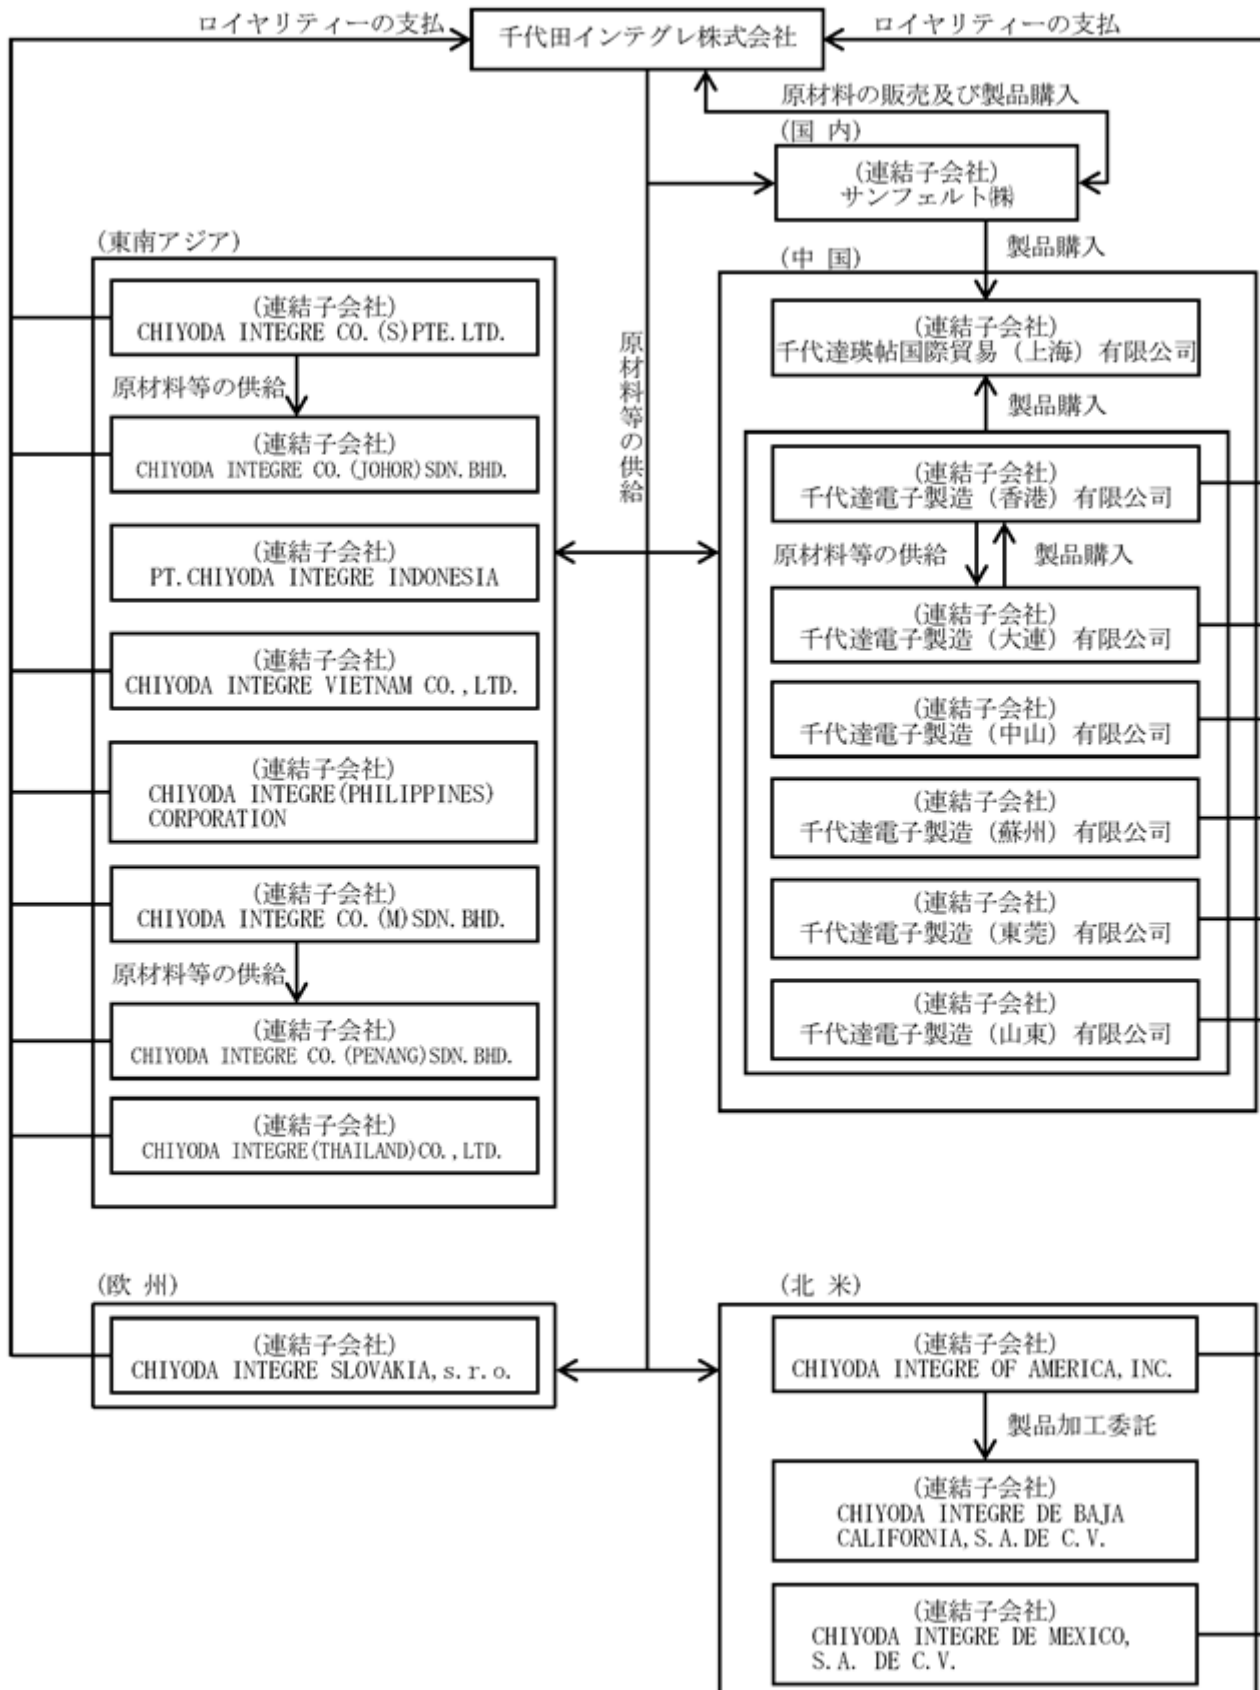 ロイヤリティーの支払
千代田インテグレ株式会社
ロイヤリティーの支払
原材料の販売及び製品購入
(国 内)
(連結子会社)
サンフェルト㈱
製品購入
(東南アジア)
(連結子会社)
CHIYODA INTEGRE CO.(S)PTE.LTD.
原材料等の供給
(連結子会社)
CHIYODA INTEGRE CO.(JOHOR)SDN.BHD.
(連結子会社)
PT.CHIYODA INTEGRE INDONESIA
(連結子会社)
CHIYODA INTEGRE VIETNAM CO.,LTD.
(連結子会社)
CHIYODA INTEGRE(PHILIPPINES)
CORPORATION
(連結子会社)
CHIYODA INTEGRE CO.(M)SDN.BHD.
原材料等の供給
(連結子会社)
CHIYODA INTEGRE CO.(PENANG)SDN.BHD.
(連結子会社)
CHIYODA INTEGRE(THAILAND)CO.,LTD.
原材料等の供給
(中 国)
(連結子会社)
千代達瑛帖国際貿易(上海)有限公司
製品購入
(連結子会社)
千代達電子製造(香港)有限公司
原材料等の供給
製品購入
(連結子会社)
千代達電子製造(大連)有限公司
(連結子会社)
千代達電子製造(中山)有限公司
(連結子会社)
千代達電子製造(蘇州)有限公司
(連結子会社)
千代達電子製造(東莞)有限公司
(連結子会社)
千代達電子製造(山東)有限公司
(欧 州)
(連結子会社)
CHIYODA INTEGRE SLOVAKIA,s.r.o.
(北 米)
(連結子会社)
CHIYODA INTEGRE OF AMERICA,INC.
製品加工委託
(連結子会社)
CHIYODA INTEGRE DE BAJA
CALIFORNIA,S.A.DE C.V.
(連結子会社)
CHIYODA INTEGRE DE MEXICO,
S.A. DE C.V.